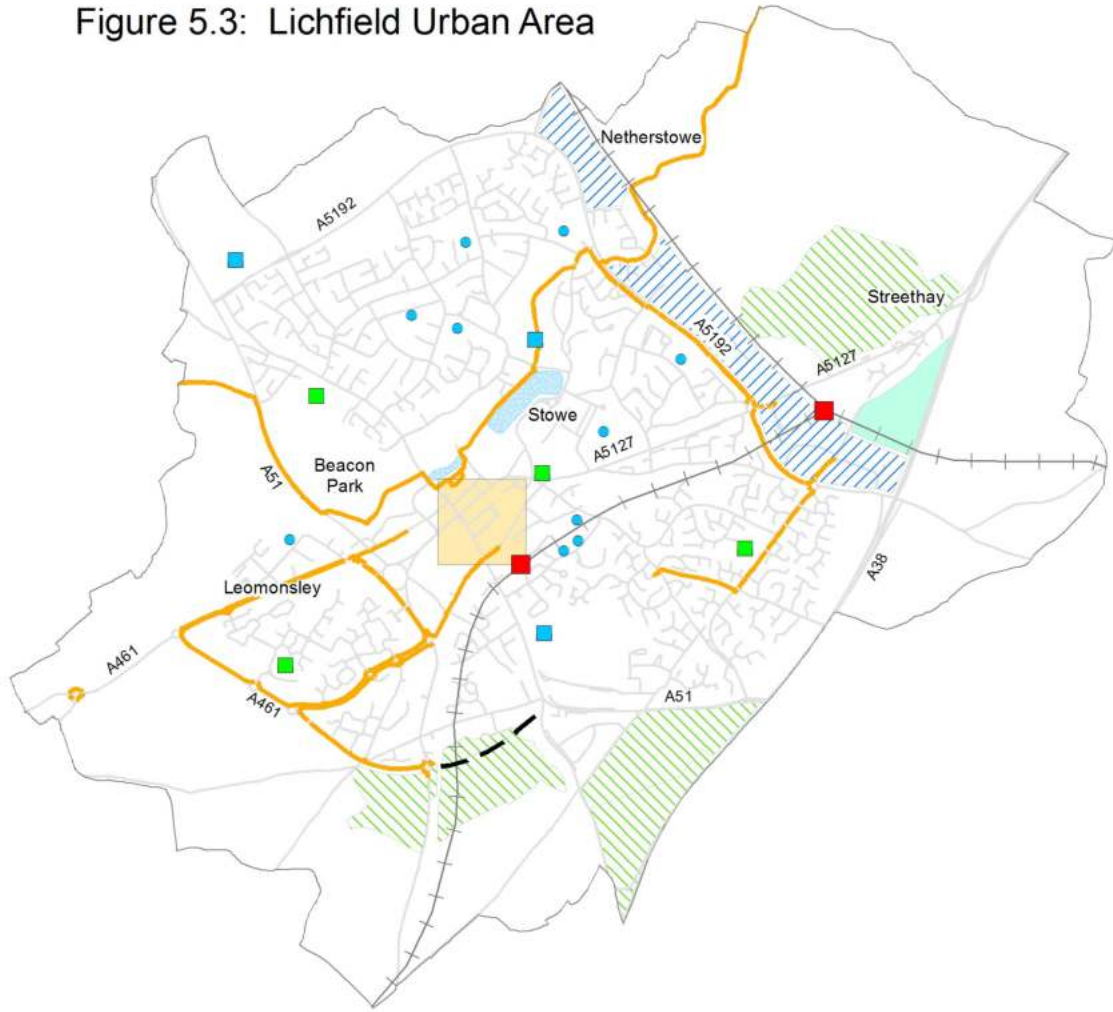 Figure 5.3: Lichfield Urban Area
Netherstowe
A5192
Streethay
A5192
A5127
Stowe
A5127
A51
Beacon
Park
A38
Leomonsley
A461
A461
A51